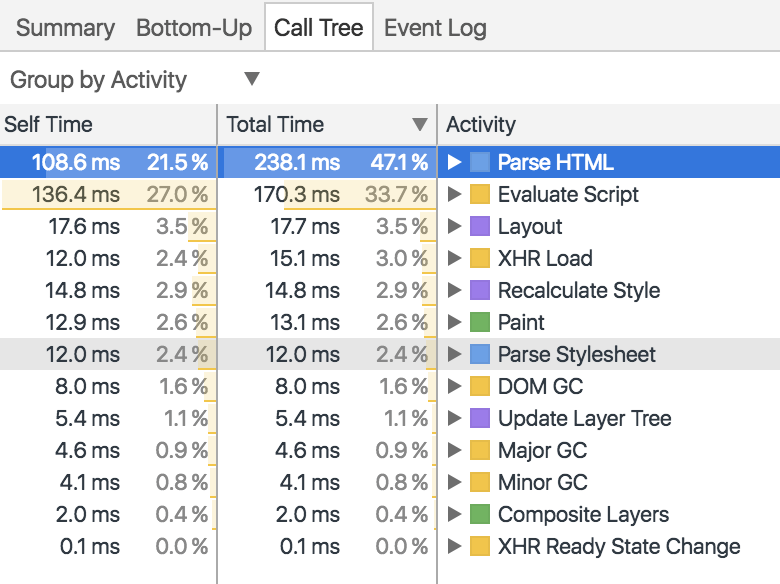 Summary Bottom-Up Call Tree Event Log
Group by Activity
Self Time Total Time Activity
108.6 ms 21.5 % 238.1 ms 47.1 % Parse HTML
136.4 ms 27.0 % 170.3 ms 33.7 % Evaluate Script
17.6 ms 3.5 % 17.7 ms 3.5 % Layout
12.0 ms 2.4 % 15.1 ms 3.0 % XHR Load
14.8 ms 2.9 % 14.8 ms 2.9 % Recalculate Style
12.9 ms 2.6 % 13.1 ms 2.6 % Paint
12.0 ms 2.4 % 12.0 ms 2.4 % Parse Stylesheet
8.0 ms 1.6 % 8.0 ms 1.6 % DOM GC
5.4 ms 1.1 % 5.4 ms 1.1 % Update Layer Tree
4.6 ms 0.9 % 4.6 ms 0.9 % Major GC
4.1 ms 0.8 % 4.1 ms 0.8 % Minor GC
2.0 ms 0.4 % 2.0 ms 0.4 % Composite Layers
0.1 ms 0.0 % 0.1 ms 0.0 % XHR Ready State Change